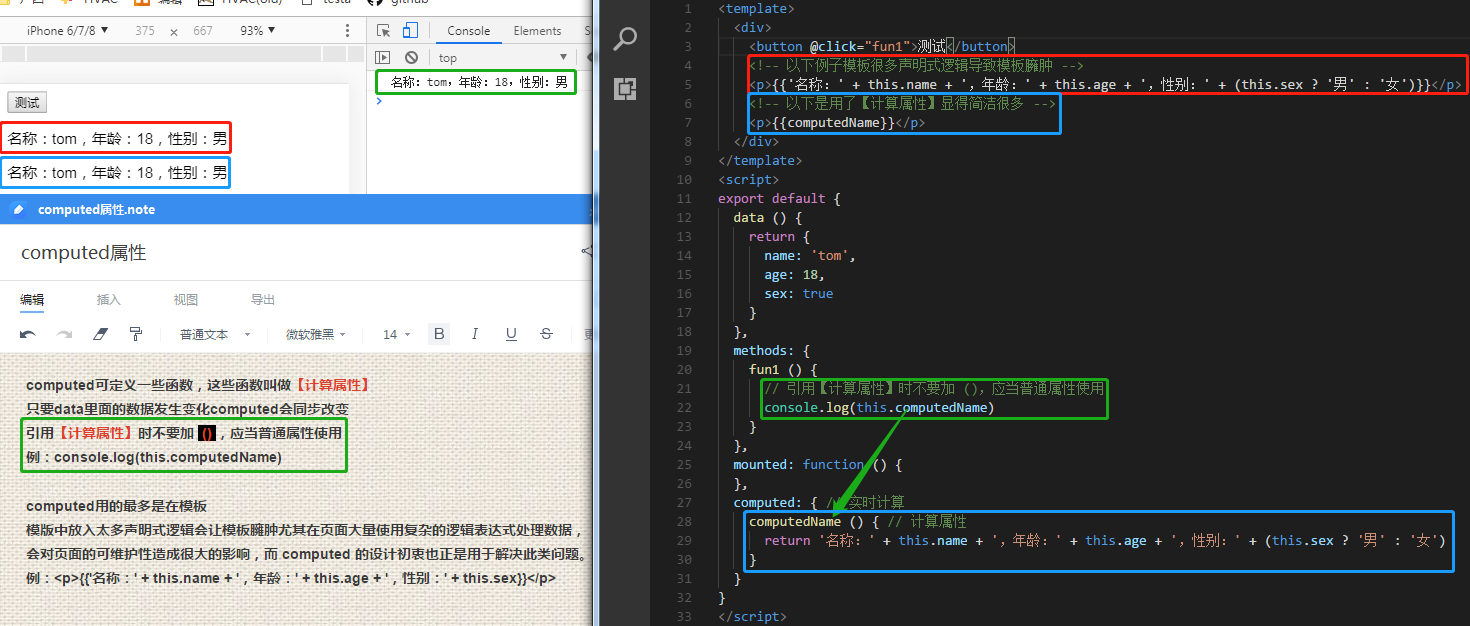 HVAC
编辑
HVAC(old)
testa
github
iPhone 6/7/8 ▼ 375 × 667 93% ▼
Console Elements S
top ▼
测试
名称：tom，年龄：18，性别：男
>
名称：tom，年龄：18，性别：男
名称：tom，年龄：18，性别：男
computed属性.note
computed属性
编辑 插入 视图 导出
普通文本 微软雅黑 14 B I U S
computed可定义一些函数，这些函数叫做【计算属性】
只要data里面的数据发生变化computed会同步改变
引用【计算属性】时不要加 ()，应当普通属性使用
例：console.log(this.computedName)
computed用的最多是在模板
模版中放入太多声明式逻辑会让模板臃肿尤其在页面大量使用复杂的逻辑表达式处理数据，
会对页面的可维护性造成很大的影响，而 computed 的设计初衷也正是用于解决此类问题。
例：<p>{{'名称：' + this.name + '，年龄：' + this.age + '，性别：' + this.sex}}</p>
1 <template>
2 <div>
3 <button @click="fun1">测试</button>
4 <!-- 以下例子模板很多声明式逻辑导致模板臃肿 -->
5 <p>{{'名称：' + this.name + '，年龄：' + this.age + '，性别：' + (this.sex ? '男' : '女')}}</p>
6 <!-- 以下是用了【计算属性】显得简洁很多 -->
7 <p>{{computedName}}</p>
8 </div>
9 </template>
10 <script>
11 export default {
12 data () {
13 return {
14 name: 'tom',
15 age: 18,
16 sex: true
17 }
18 },
19 methods: {
20 fun1 () {
21 // 引用【计算属性】时不要加 ()，应当普通属性使用
22 console.log(this.computedName)
23 }
24 },
25 mounted: function () {
26 },
27 computed: { // 实时计算
28 computedName () { // 计算属性
29 return '名称：' + this.name + '，年龄：' + this.age + '，性别：' + (this.sex ? '男' : '女')
30 }
31 }
32 }
33 </script>